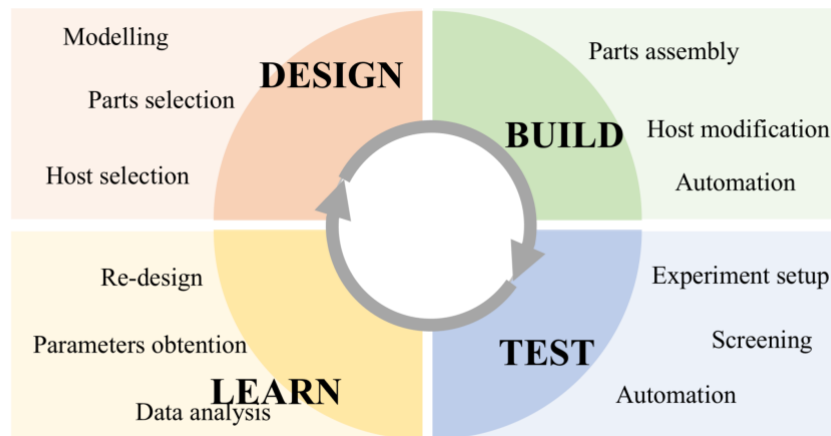 Modelling
DESIGN
Parts selection
Host selection
Parts assembly
BUILD
Host modification
Automation
Re-design
Parameters obtention
LEARN
Data analysis
Experiment setup
Screening
TEST
Automation